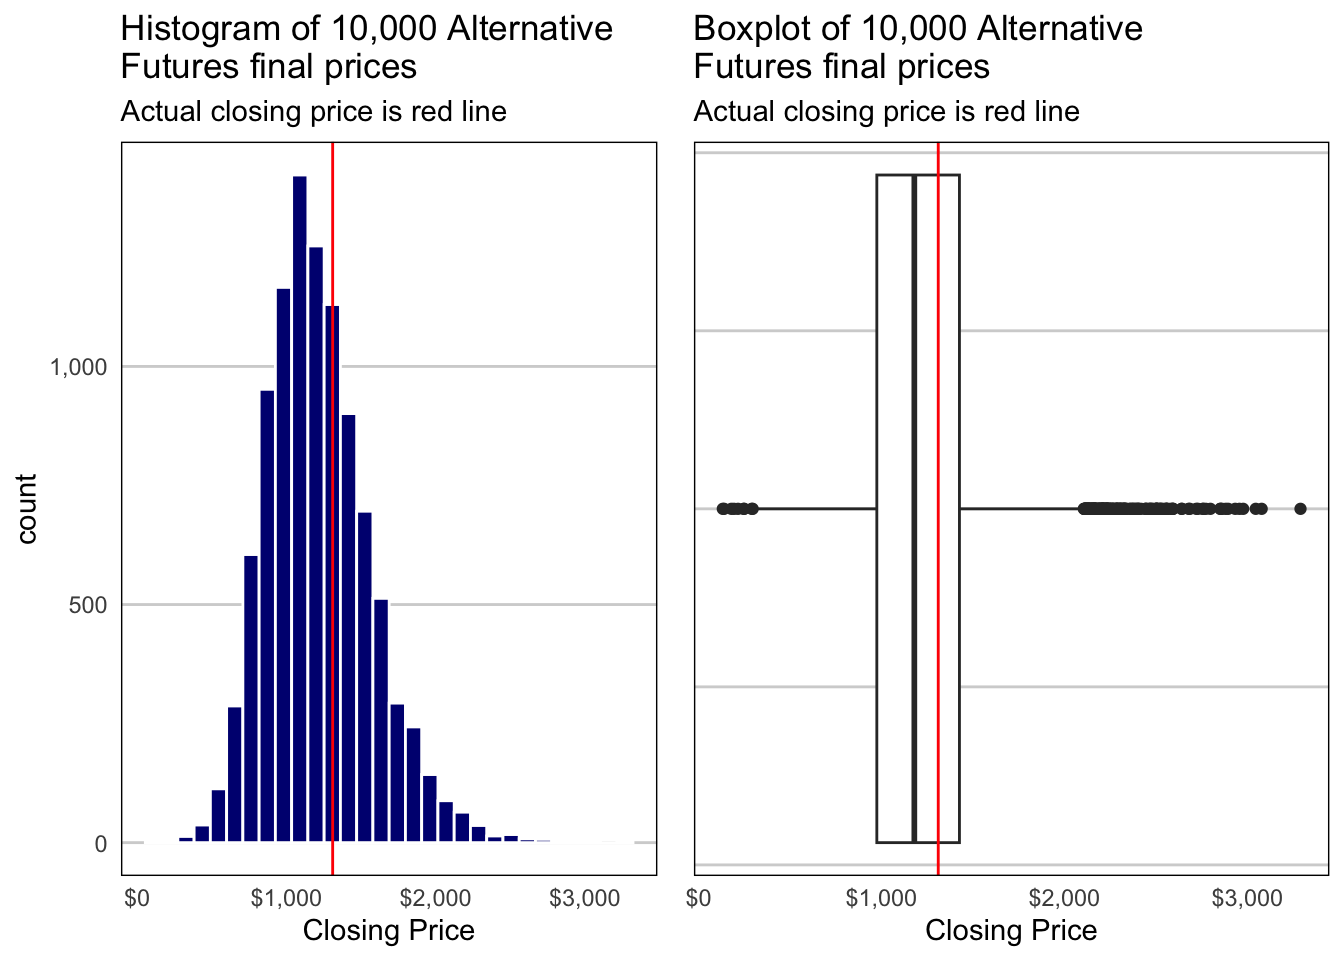 Histogram of 10,000 Alternative
Futures final prices
Actual closing price is red line
count
1,000
500
0
$0 $1,000 $2,000 $3,000
Closing Price
Boxplot of 10,000 Alternative
Futures final prices
Actual closing price is red line
$0 $1,000 $2,000 $3,000
Closing Price